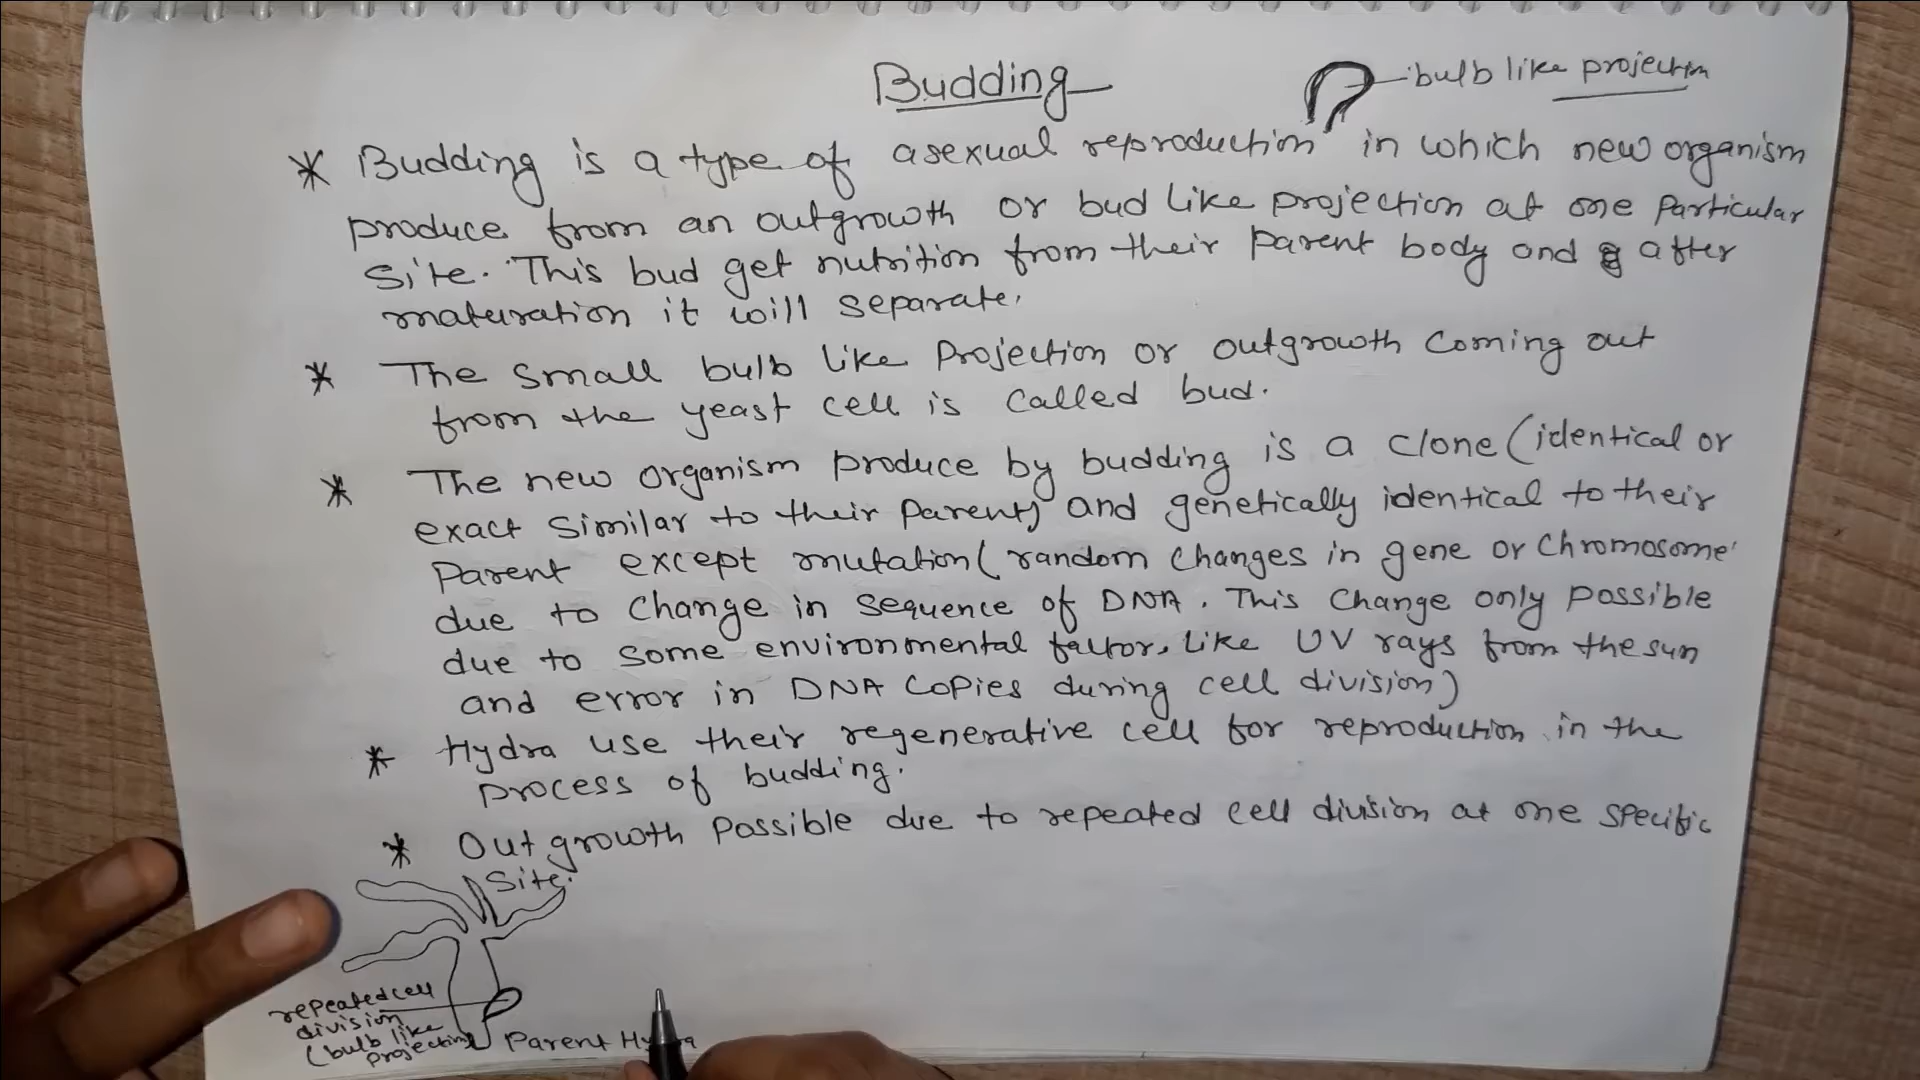 Budding
bulb like projection
* Budding is a type of asexual reproduction in which new organism
produce from an outgrowth or bud like projection at one particular
site. This bud get nutrition from their parent body and after
maturation it will separate.
* The small bulb like projection or outgrowth coming out
from the yeast cell is called bud.
* The new organism produce by budding is a clone (identical or
exact similar to their parent) and genetically identical to their
parent except mutation (random changes in gene or chromosome
due to change in sequence of DNA. This change only possible
due to some environmental factor, like UV rays from the sun
and error in DNA copies during cell division)
* Hydra use their regenerative cell for reproduction in the
process of budding.
* Outgrowth possible due to repeated cell division at one specific
site.
repeated cell
division
(bulb like
projecting
Parent